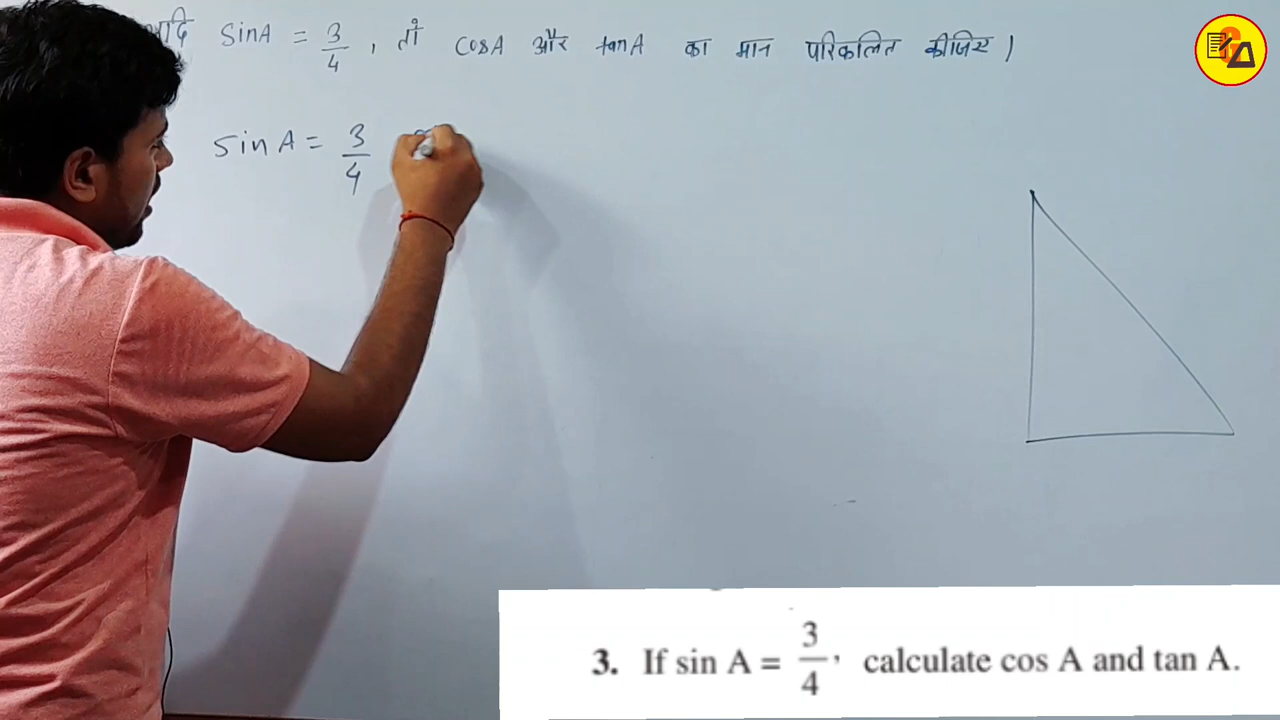 यदि sinA = 3/4 , तो cosA और tanA का मान परिकलित कीजिए ।
sin A = 3/4
3. If sin A = 3/4, calculate cos A and tan A.